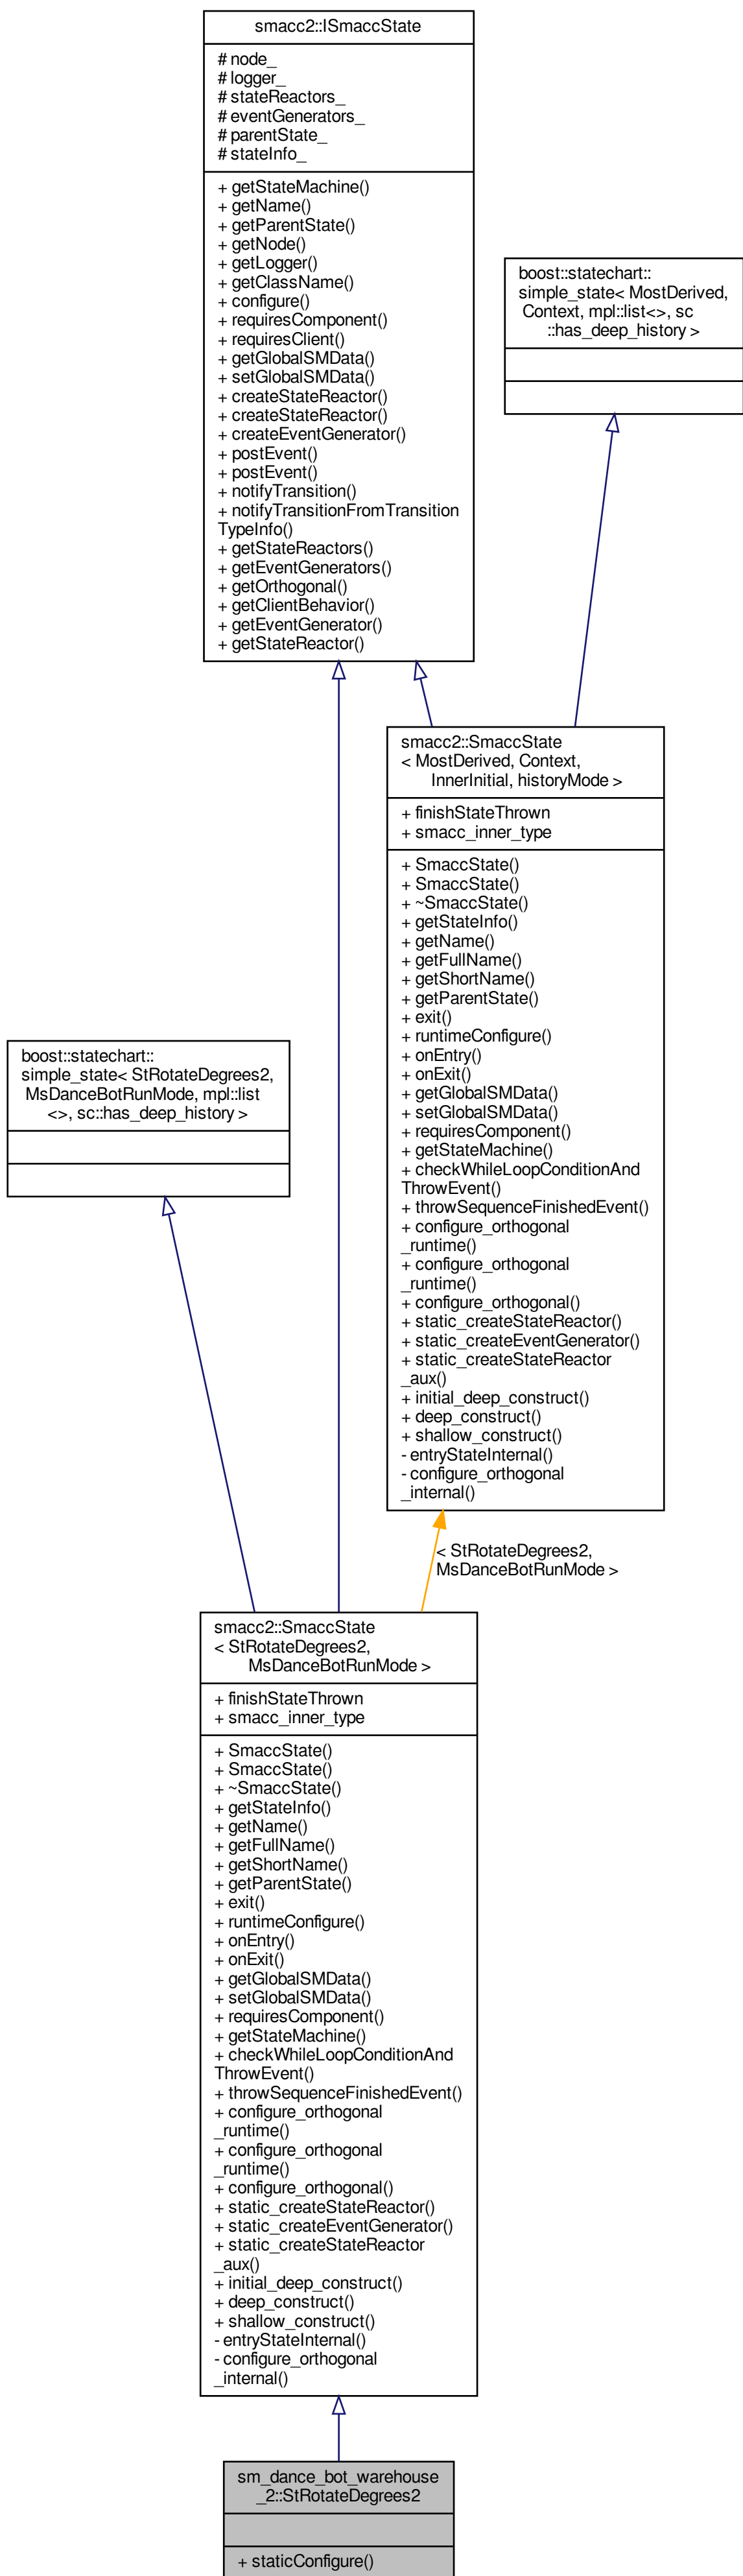 smacc2::ISmaccState
# node_
# logger_
# stateReactors_
# eventGenerators_
# parentState_
# stateInfo_
+ getStateMachine()
+ getName()
+ getParentState()
+ getNode()
+ getLogger()
+ getClassName()
+ configure()
+ requiresComponent()
+ requiresClient()
+ getGlobalSMData()
+ setGlobalSMData()
+ createStateReactor()
+ createStateReactor()
+ createEventGenerator()
+ postEvent()
+ postEvent()
+ notifyTransition()
+ notifyTransitionFromTransition
TypeInfo()
+ getStateReactors()
+ getEventGenerators()
+ getOrthogonal()
+ getClientBehavior()
+ getEventGenerator()
+ getStateReactor()
boost::statechart::
simple_state< MostDerived,
Context, mpl::list<>, sc
::has_deep_history >
smacc2::SmaccState
< MostDerived, Context,
InnerInitial, historyMode >
+ finishStateThrown
+ smacc_inner_type
+ SmaccState()
+ SmaccState()
+ ~SmaccState()
+ getStateInfo()
+ getName()
+ getFullName()
+ getShortName()
+ getParentState()
+ exit()
+ runtimeConfigure()
+ onEntry()
+ onExit()
+ getGlobalSMData()
+ setGlobalSMData()
+ requiresComponent()
+ getStateMachine()
+ checkWhileLoopConditionAnd
ThrowEvent()
+ throwSequenceFinishedEvent()
+ configure_orthogonal
_runtime()
+ configure_orthogonal
_runtime()
+ configure_orthogonal()
+ static_createStateReactor()
+ static_createEventGenerator()
+ static_createStateReactor
_aux()
+ initial_deep_construct()
+ deep_construct()
+ shallow_construct()
- entryStateInternal()
- configure_orthogonal
_internal()
boost::statechart::
simple_state< StRotateDegrees2,
MsDanceBotRunMode, mpl::list
<>, sc::has_deep_history >
< StRotateDegrees2,
MsDanceBotRunMode >
smacc2::SmaccState
< StRotateDegrees2,
MsDanceBotRunMode >
+ finishStateThrown
+ smacc_inner_type
+ SmaccState()
+ SmaccState()
+ ~SmaccState()
+ getStateInfo()
+ getName()
+ getFullName()
+ getShortName()
+ getParentState()
+ exit()
+ runtimeConfigure()
+ onEntry()
+ onExit()
+ getGlobalSMData()
+ setGlobalSMData()
+ requiresComponent()
+ getStateMachine()
+ checkWhileLoopConditionAnd
ThrowEvent()
+ throwSequenceFinishedEvent()
+ configure_orthogonal
_runtime()
+ configure_orthogonal
_runtime()
+ configure_orthogonal()
+ static_createStateReactor()
+ static_createEventGenerator()
+ static_createStateReactor
_aux()
+ initial_deep_construct()
+ deep_construct()
+ shallow_construct()
- entryStateInternal()
- configure_orthogonal
_internal()
sm_dance_bot_warehouse
_2::StRotateDegrees2
+ staticConfigure()